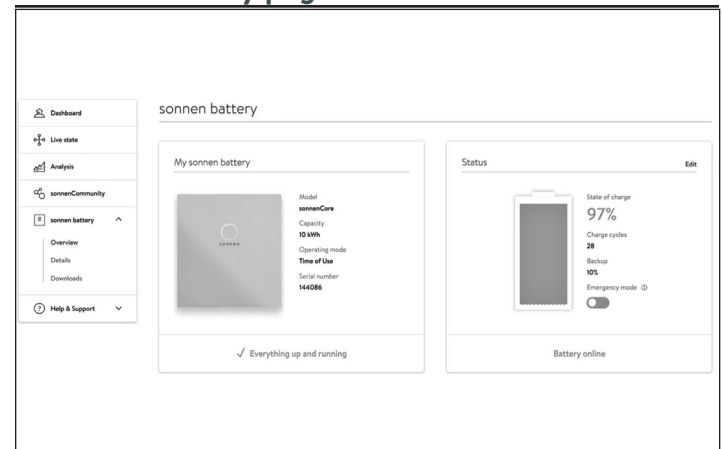 Dashboard
Live state
Analysis
sonnenCommunity
sonnen battery
Overview
Details
Downloads
Help & Support
sonnen battery
My sonnen battery
sonnen
Model
sonnenCore
Capacity
10 kWh
Operating mode
Time of Use
Serial number
144086
Everything up and running
Status
Edit
State of charge
97%
Charge cycles
28
Backup
10%
Emergency mode
Battery online